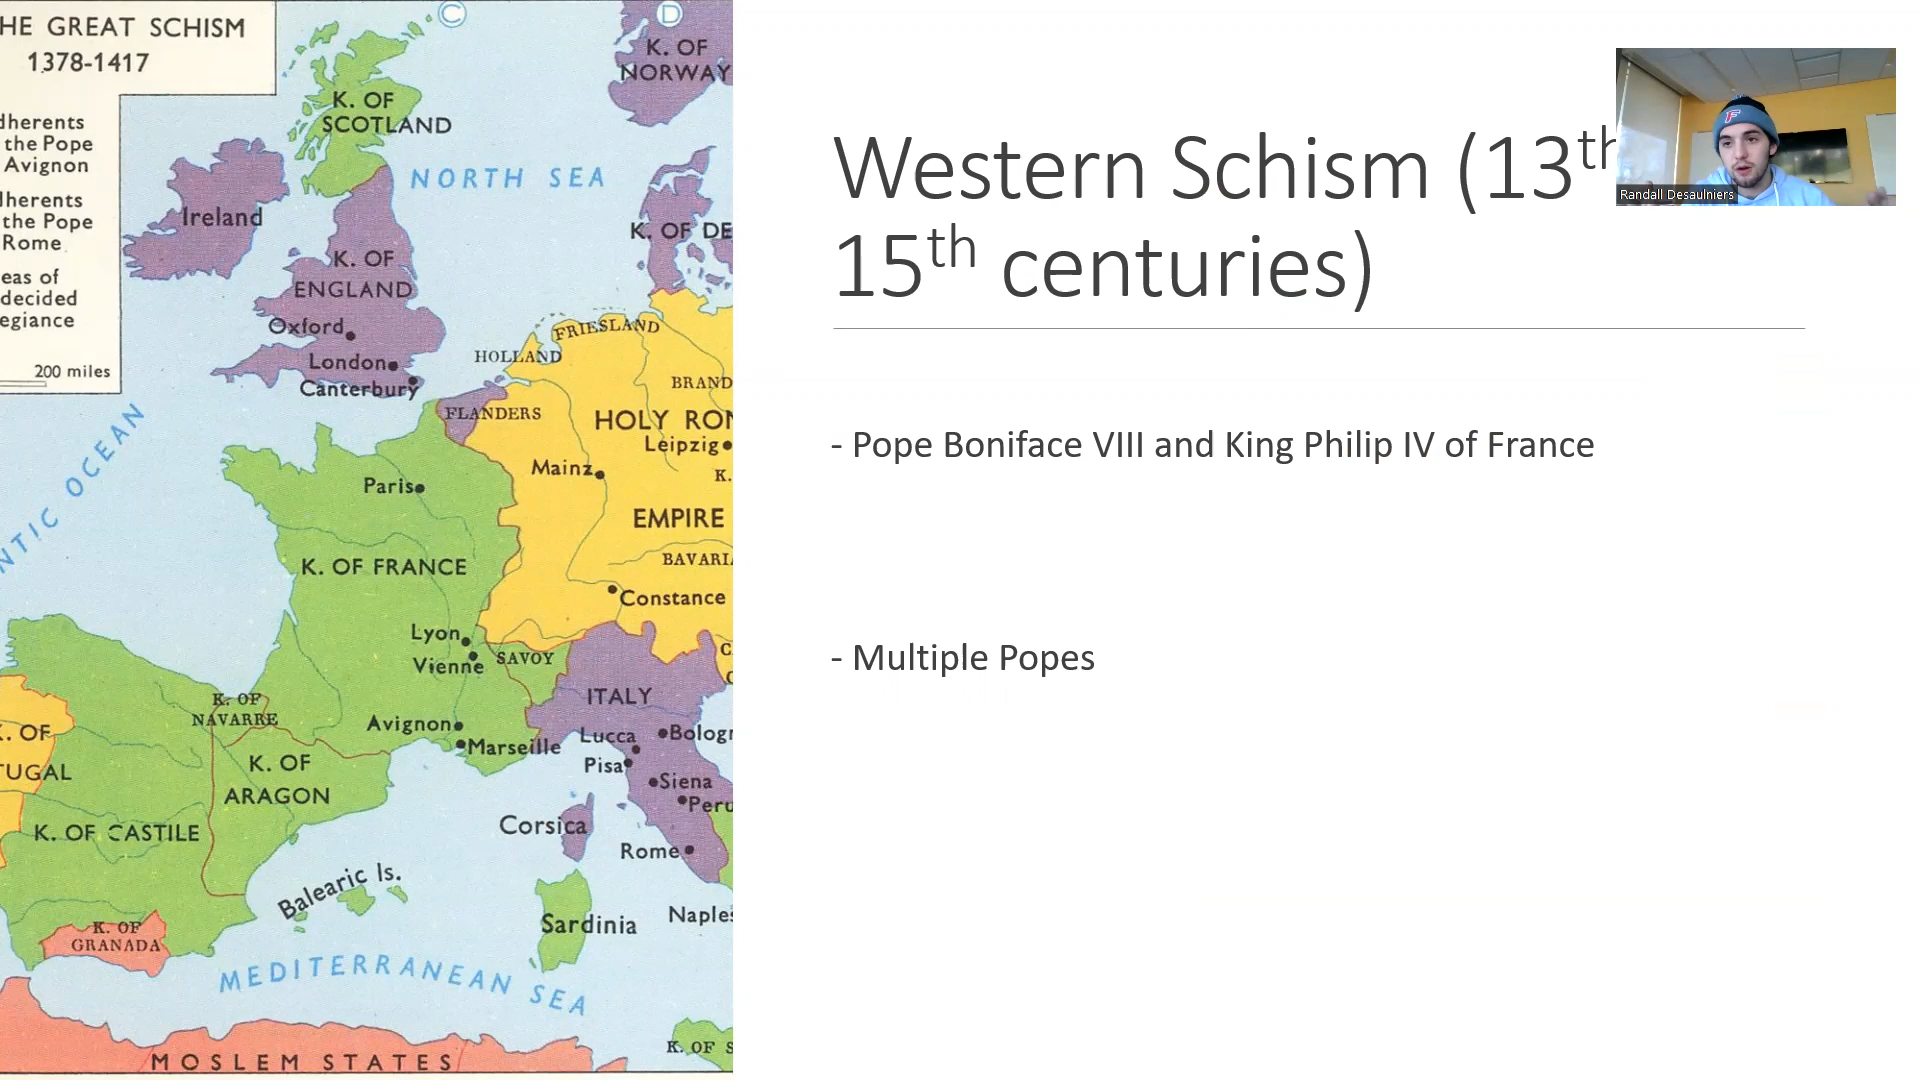 HE GREAT SCHISM
1378-1417
dherents
the Pope
Avignon
dherents
the Pope
Rome
eas of
decided
egiance
200 miles
C
D
K. OF
NORWAY
K. OF
SCOTLAND
NORTH SEA
Ireland
K. OF
ENGLAND
K. OF DE
Oxford
London
Canterbury
FRIESLAND
HOLLAND
BRAND
FLANDERS
HOLY ROM
Leipzig
Mainz
K.
Paris
EMPIRE
BAVARI
K. OF FRANCE
Constance
NTIC OCEAN
Lyon
Vienne
SAVOY
C
ITALY
K. OF
NAVARRE
Avignon
Marseille
Lucca
Bologn
Pisa
Siena
Peru
K. OF
TUGAL
K. OF
ARAGON
K. OF CASTILE
Corsica
Rome
Balearic Is.
Sardinia
Naples
K. OF
GRANADA
MEDITERRANEAN SEA
K. OF S
MOSLEM STATES
Western Schism (13th
15th centuries)
- Pope Boniface VIII and King Philip IV of France
- Multiple Popes
F
Randall Desaulniers